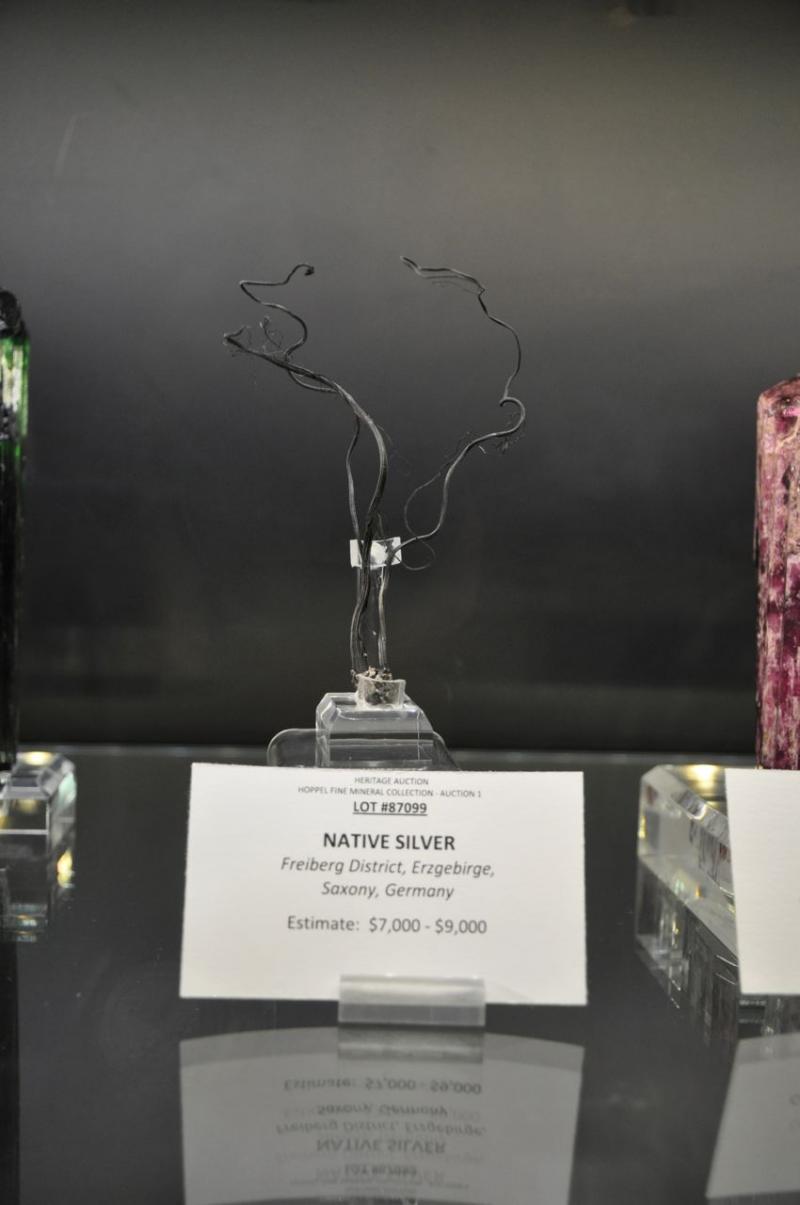 HERITAGE AUCTION
HOPPEL FINE MINERAL COLLECTION - AUCTION 1
LOT #87099
NATIVE SILVER
Freiberg District, Erzgebirge,
Saxony, Germany
Estimate: $7,000 - $9,000